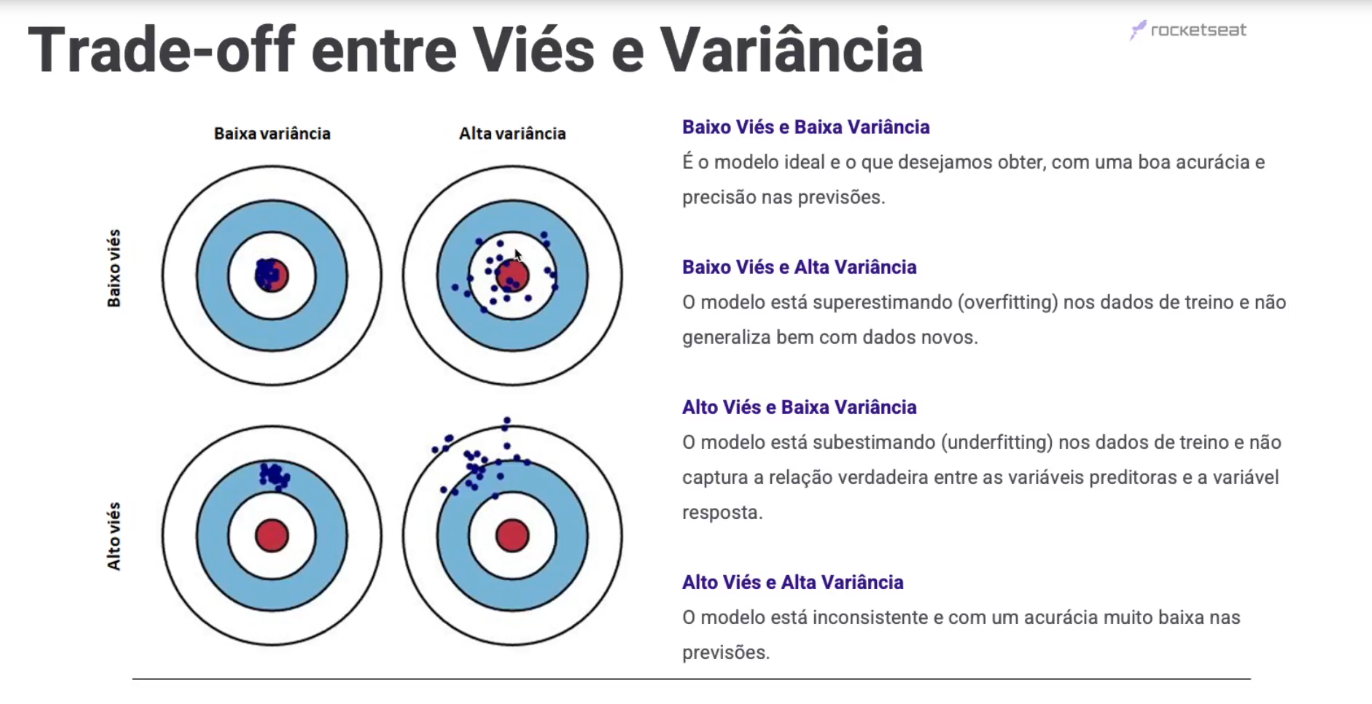 Trade-off entre Viés e Variância
rocketseat
Baixa variância
Alta variância
Baixo viés
Alto viés
Baixo Viés e Baixa Variância
É o modelo ideal e o que desejamos obter, com uma boa acurácia e
precisão nas previsões.
Baixo Viés e Alta Variância
O modelo está superestimando (overfitting) nos dados de treino e não
generaliza bem com dados novos.
Alto Viés e Baixa Variância
O modelo está subestimando (underfitting) nos dados de treino e não
captura a relação verdadeira entre as variáveis preditoras e a variável
resposta.
Alto Viés e Alta Variância
O modelo está inconsistente e com um acurácia muito baixa nas
previsões.